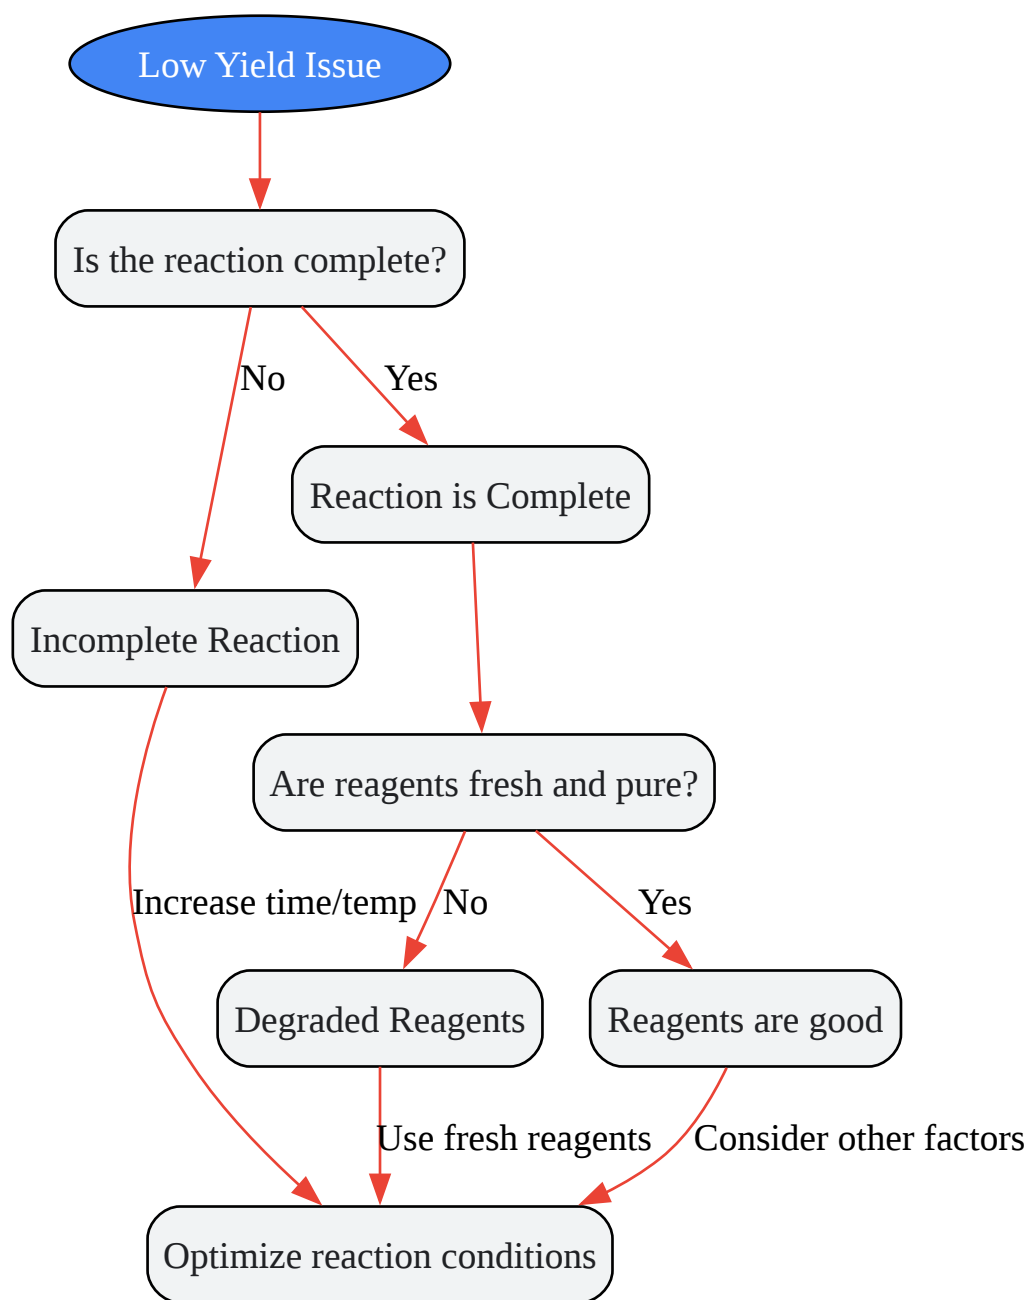 Low Yield Issue
Is the reaction complete?
No
Yes
Reaction is Complete
Incomplete Reaction
Are reagents fresh and pure?
Increase time/temp
No
Yes
Degraded Reagents
Reagents are good
Use fresh reagents
Consider other factors
Optimize reaction conditions